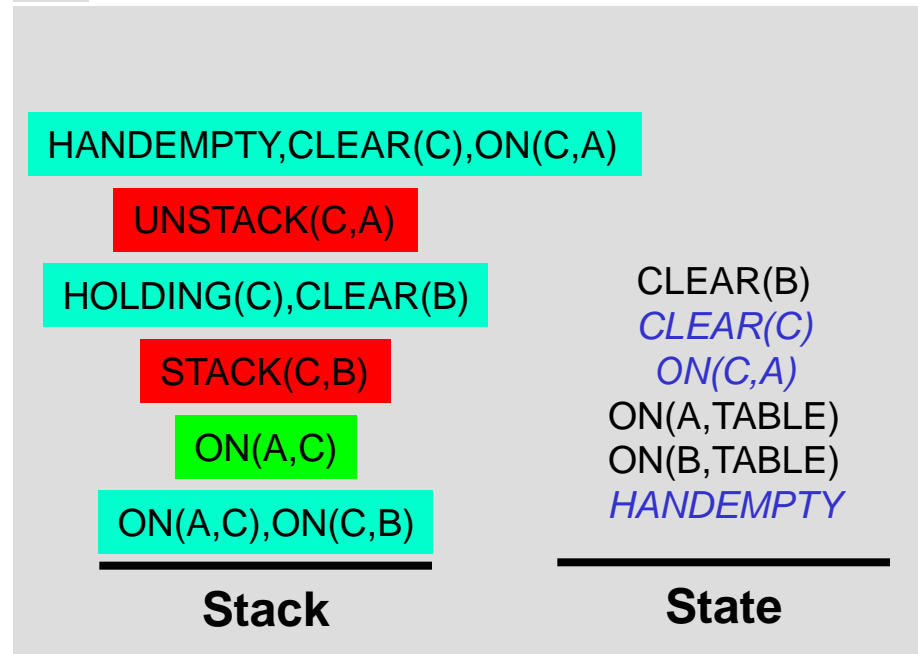 HANDEMPTY,CLEAR(C),ON(C,A)
UNSTACK(C,A)
HOLDING(C),CLEAR(B)
STACK(C,B)
ON(A,C)
ON(A,C),ON(C,B)
Stack
CLEAR(B)
CLEAR(C)
ON(C,A)
ON(A,TABLE)
ON(B,TABLE)
HANDEMPTY
State